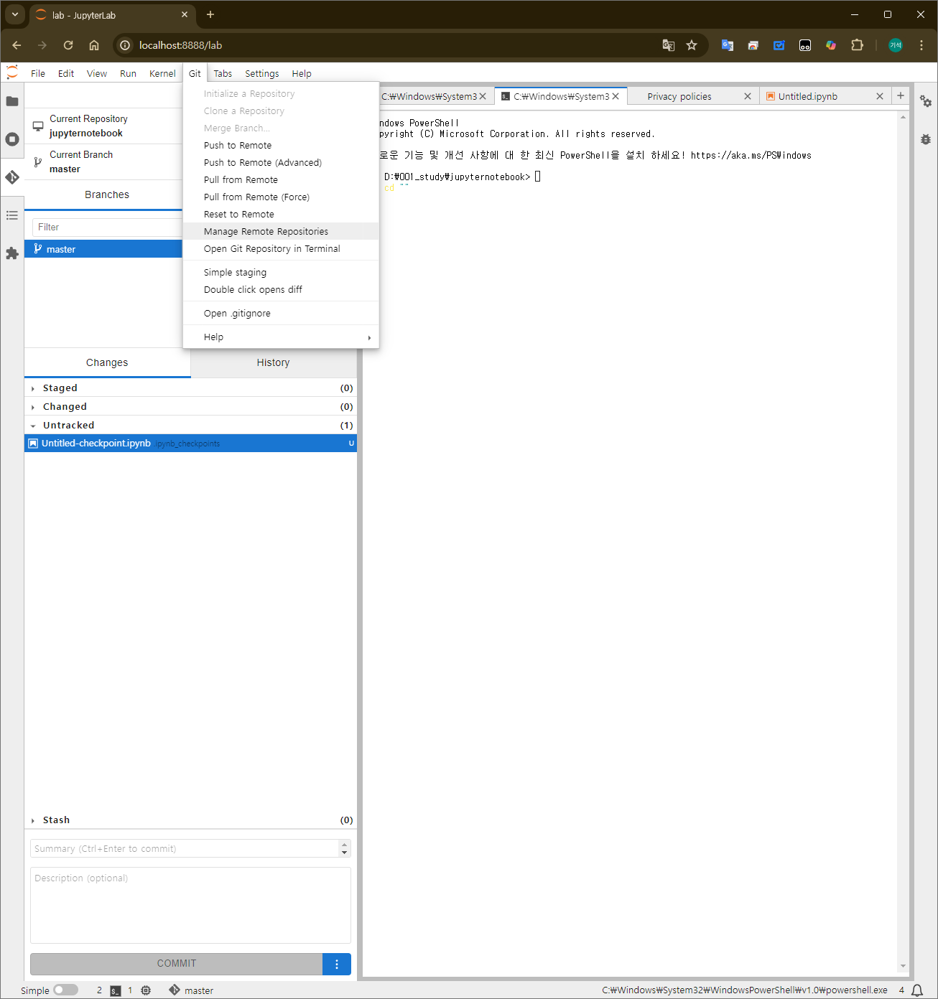 lab - JupyterLab
localhost:8888/lab
기석
File Edit View Run Kernel Git Tabs Settings Help
Current Repository
jupyternotebook
Current Branch
master
Branches
Filter
master
Initialize a Repository
Clone a Repository
Merge Branch...
Push to Remote
Push to Remote (Advanced)
Pull from Remote
Pull from Remote (Force)
Reset to Remote
Manage Remote Repositories
Open Git Repository in Terminal
Simple staging
Double click opens diff
Open .gitignore
Help
C:₩Windows₩System3
C:₩Windows₩System3
Privacy policies
Untitled.ipynb
ndows PowerShell
pyright (C) Microsoft Corporation. All rights reserved.
로운 기능 및 개선 사항에 대 한 최신 PowerShell을 설치 하세요! https://aka.ms/PSWindows
D:₩001_study₩jupyternotebook>
cd ""
Changes History
Staged (0)
Changed (0)
Untracked (1)
Untitled-checkpoint.ipynb .ipynb_checkpoints U
Stash (0)
Summary (Ctrl+Enter to commit)
Description (optional)
COMMIT
Simple 2 $_ 1 master C:₩Windows₩System32₩WindowsPowerShell₩v1.0₩powershell.exe 4